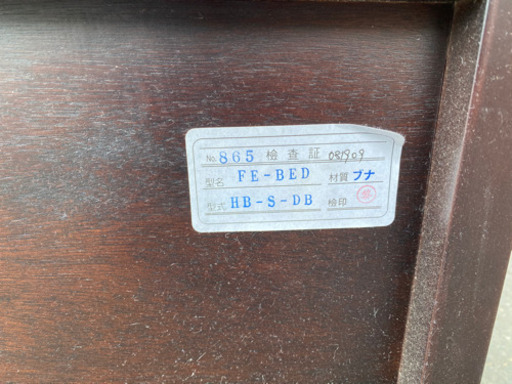 No. 865 検査証 081909
型名 FE-BED 材質 ブナ
型式 HB-S-DB 検印